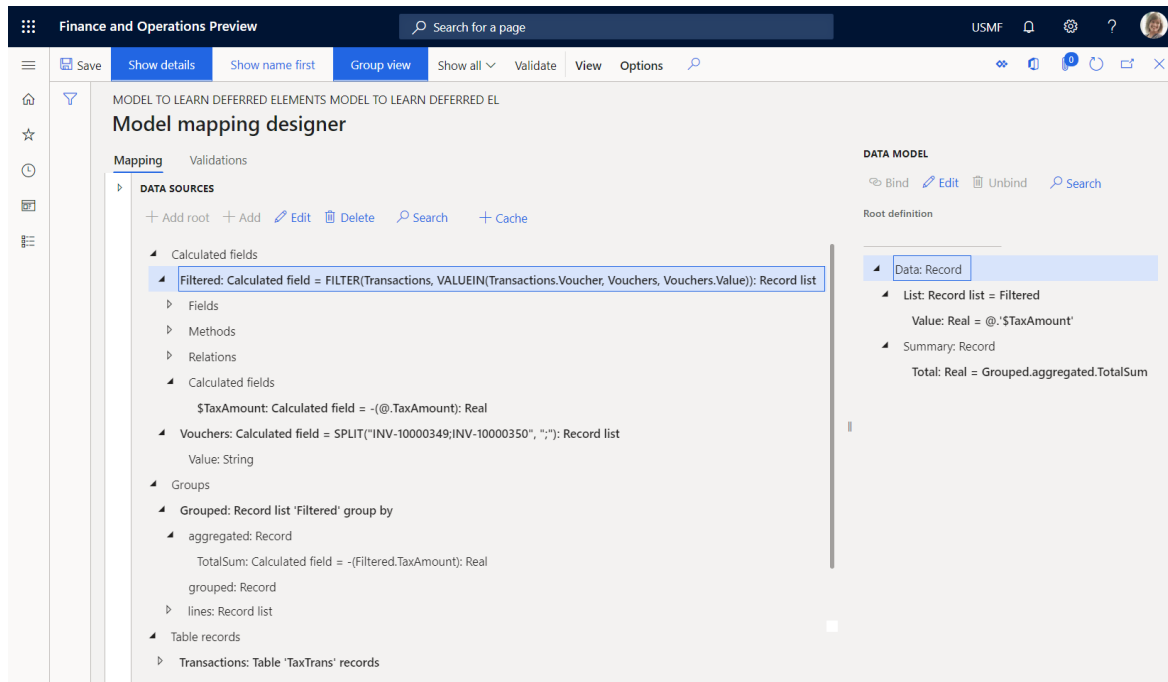 Finance and Operations Preview
Search for a page
USMF
?
Save
Show details
Show name first
Group view
Show all
Validate
View
Options
0
MODEL TO LEARN DEFERRED ELEMENTS MODEL TO LEARN DEFERRED EL
Model mapping designer
Mapping
Validations
DATA SOURCES
Add root
Add
Edit
Delete
Search
Cache
Calculated fields
Filtered: Calculated field = FILTER(Transactions, VALUEIN(Transactions.Voucher, Vouchers, Vouchers.Value)): Record list
Fields
Methods
Relations
Calculated fields
$TaxAmount: Calculated field = -(@.TaxAmount): Real
Vouchers: Calculated field = SPLIT("INV-10000349;INV-10000350", ";"): Record list
Value: String
Groups
Grouped: Record list 'Filtered' group by
aggregated: Record
TotalSum: Calculated field = -(Filtered.TaxAmount): Real
grouped: Record
lines: Record list
Table records
Transactions: Table 'TaxTrans' records
DATA MODEL
Bind
Edit
Unbind
Search
Root definition
Data: Record
List: Record list = Filtered
Value: Real = @.'$TaxAmount'
Summary: Record
Total: Real = Grouped.aggregated.TotalSum